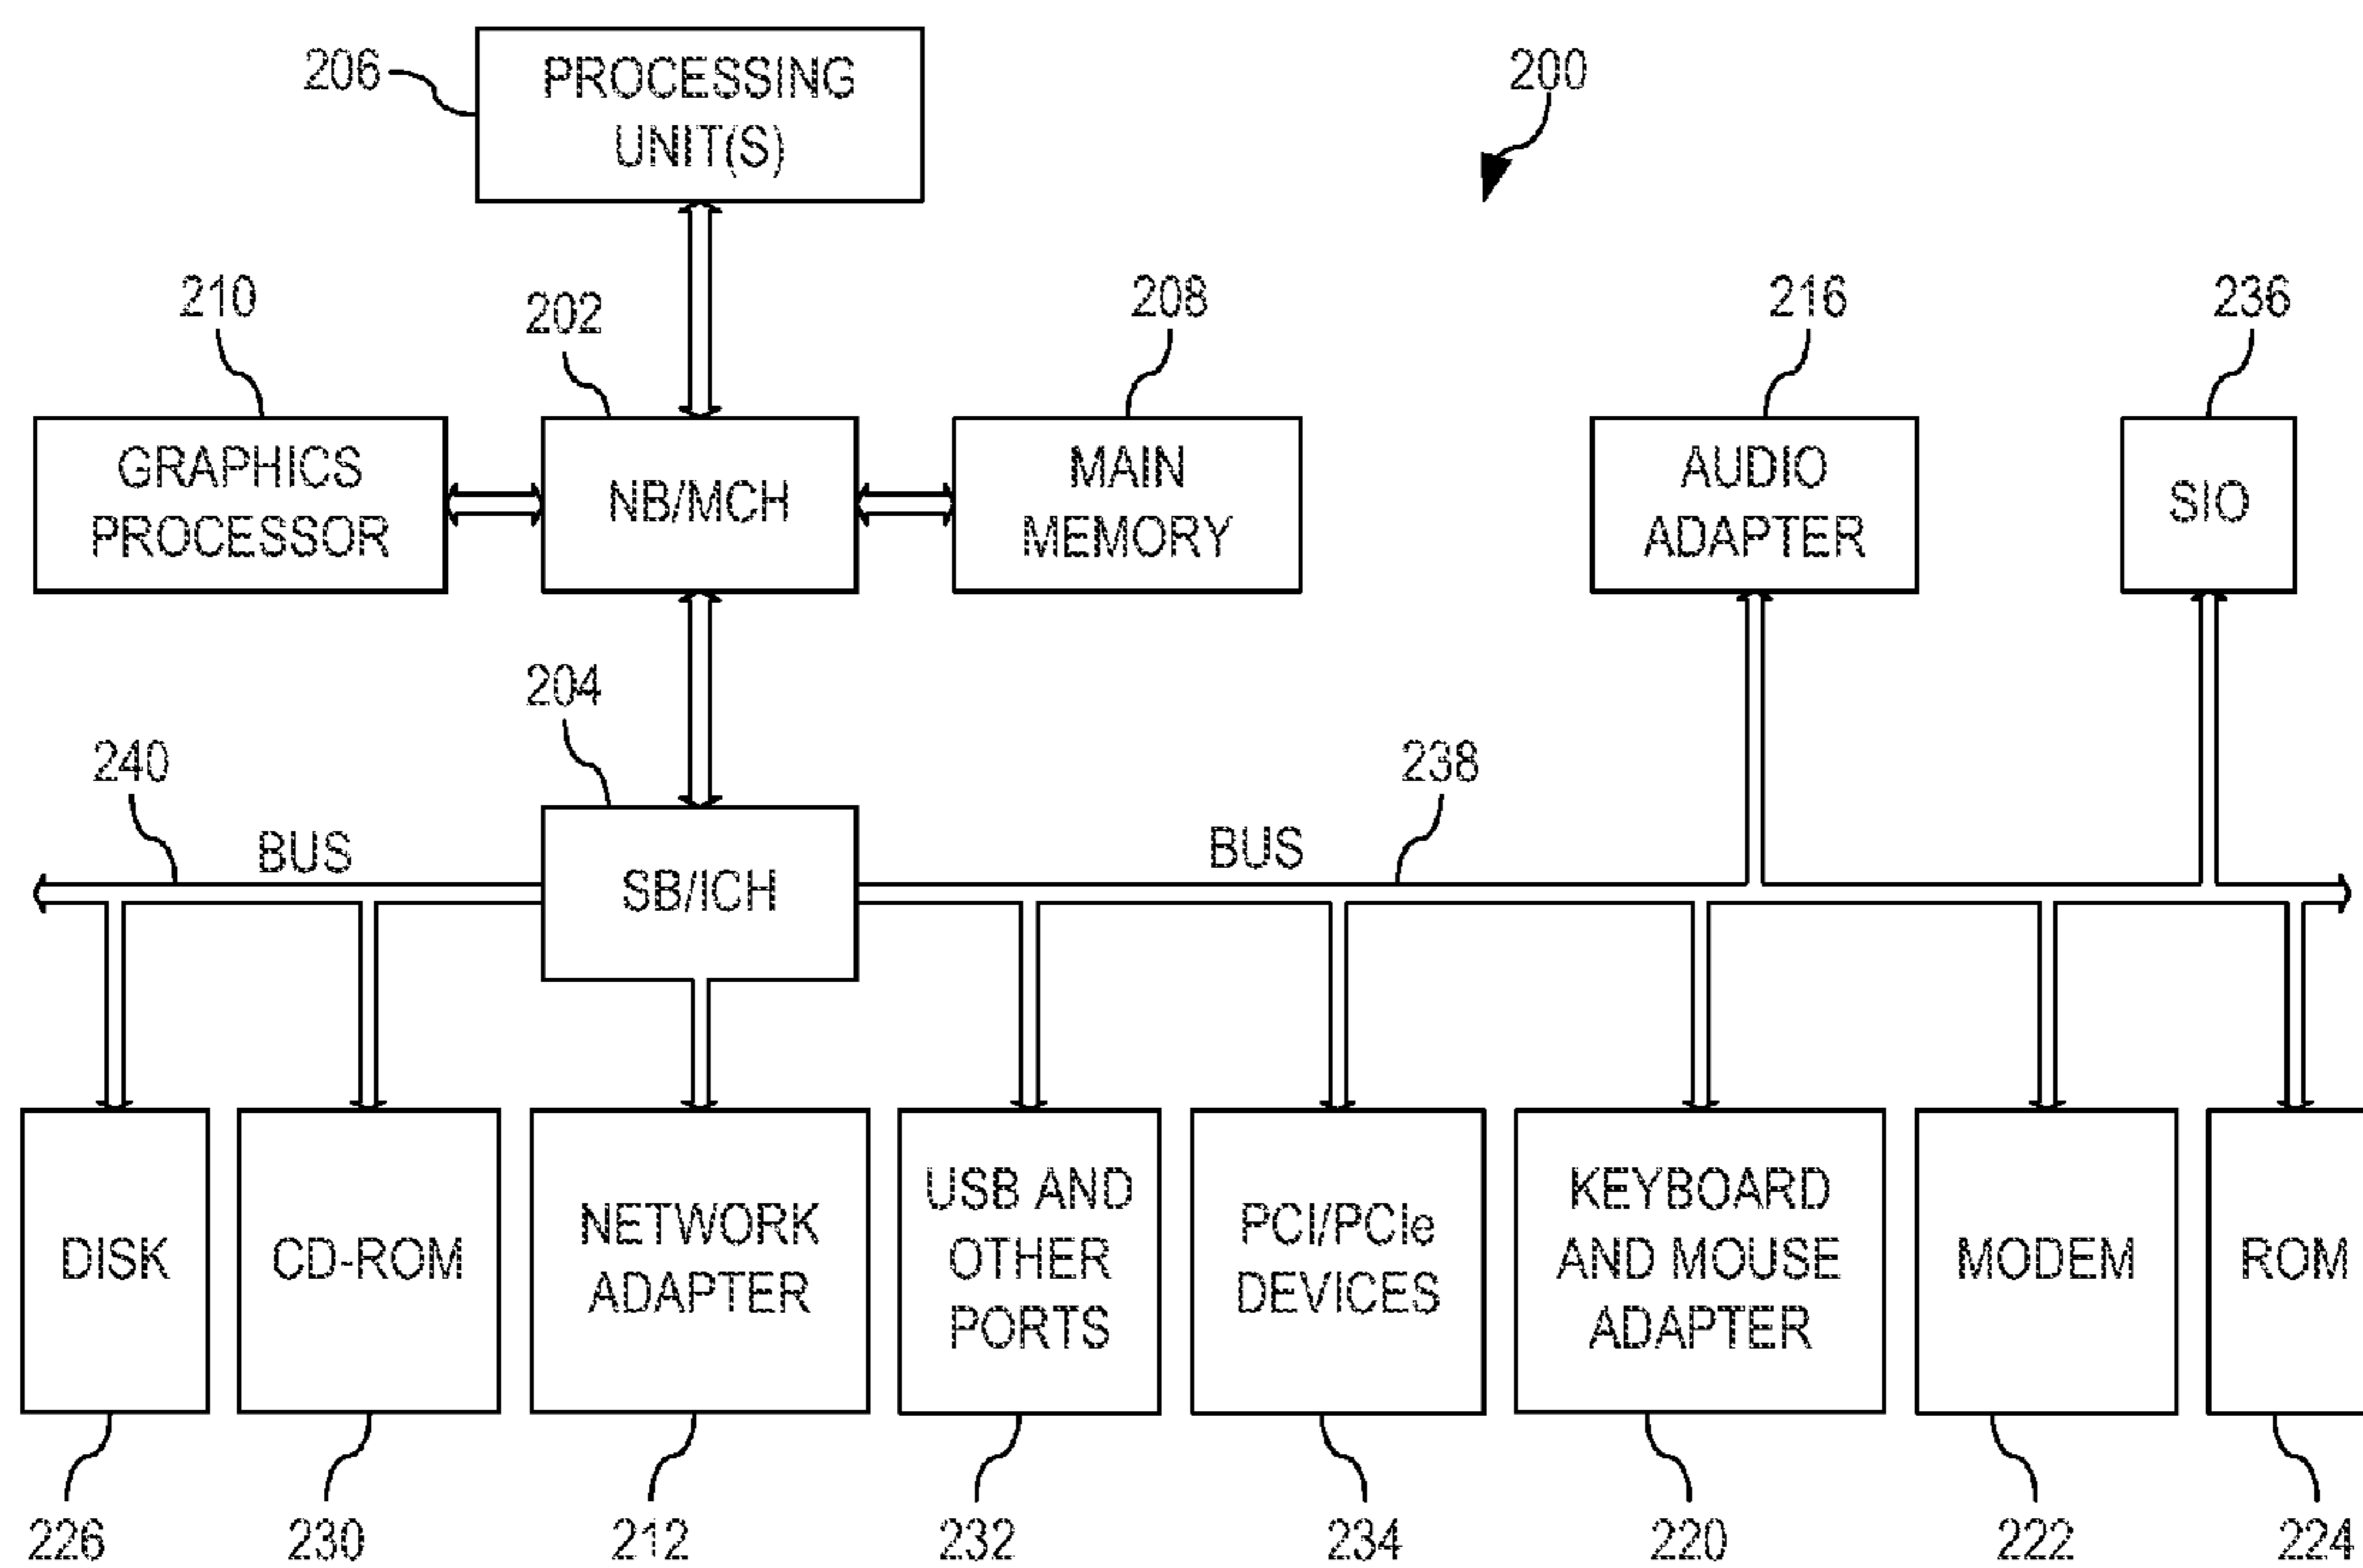 206
PROCESSING
UNIT(S)
200
210
202
208
216
236
GRAPHICS
PROCESSOR
NB/MCH
MAIN
MEMORY
AUDIO
ADAPTER
SIO
204
240
238
BUS
SB/ICH
BUS
DISK
CD-ROM
NETWORK
ADAPTER
USB AND
OTHER
PORTS
PCI/PCIe
DEVICES
KEYBOARD
AND MOUSE
ADAPTER
MODEM
ROM
226
230
212
232
234
220
222
224